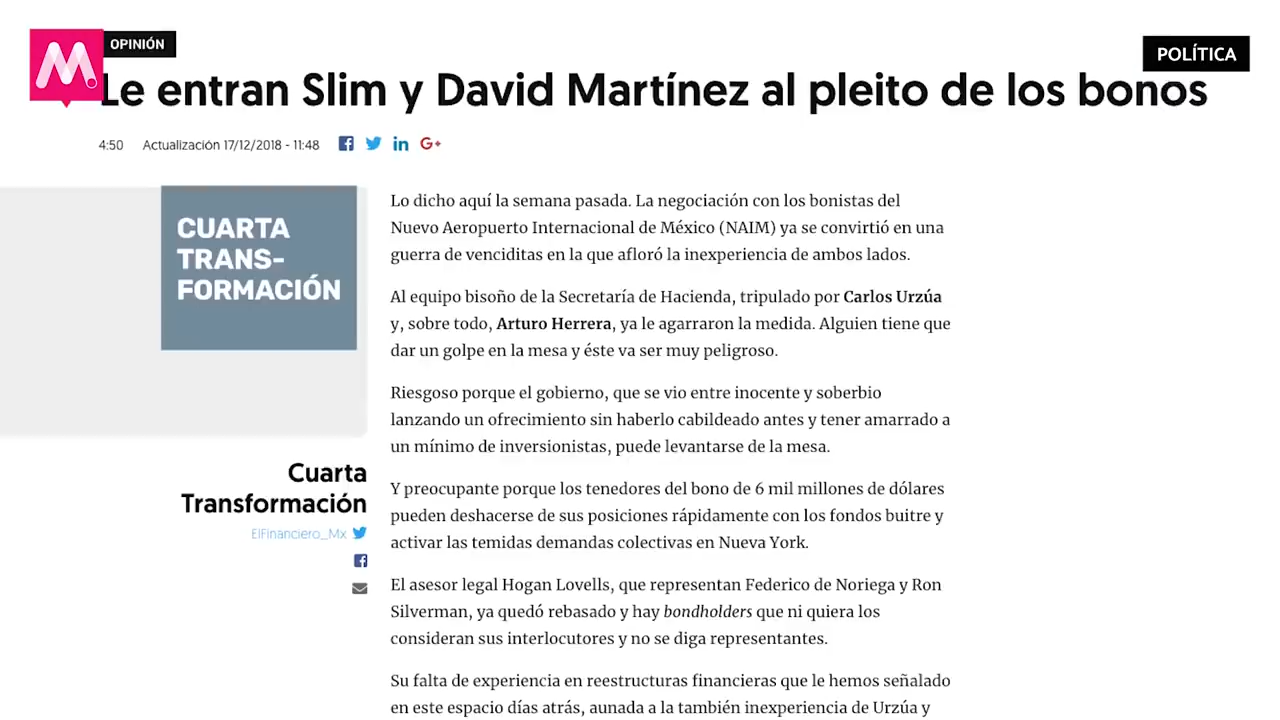 M.
OPINIÓN
POLÍTICA
Le entran Slim y David Martínez al pleito de los bonos
4:50 Actualización 17/12/2018 - 11:48
CUARTA
TRANS-
FORMACIÓN
Cuarta
Transformación
ElFinanciero_Mx
Lo dicho aquí la semana pasada. La negociación con los bonistas del
Nuevo Aeropuerto Internacional de México (NAIM) ya se convirtió en una
guerra de venciditas en la que afloró la inexperiencia de ambos lados.
Al equipo bisoño de la Secretaría de Hacienda, tripulado por Carlos Urzúa
y, sobre todo, Arturo Herrera, ya le agarraron la medida. Alguien tiene que
dar un golpe en la mesa y éste va ser muy peligroso.
Riesgoso porque el gobierno, que se vio entre inocente y soberbio
lanzando un ofrecimiento sin haberlo cabildeado antes y tener amarrado a
un mínimo de inversionistas, puede levantarse de la mesa.
Y preocupante porque los tenedores del bono de 6 mil millones de dólares
pueden deshacerse de sus posiciones rápidamente con los fondos buitre y
activar las temidas demandas colectivas en Nueva York.
El asesor legal Hogan Lovells, que representan Federico de Noriega y Ron
Silverman, ya quedó rebasado y hay bondholders que ni quiera los
consideran sus interlocutores y no se diga representantes.
Su falta de experiencia en reestructuras financieras que le hemos señalado
en este espacio días atrás, aunada a la también inexperiencia de Urzúa y